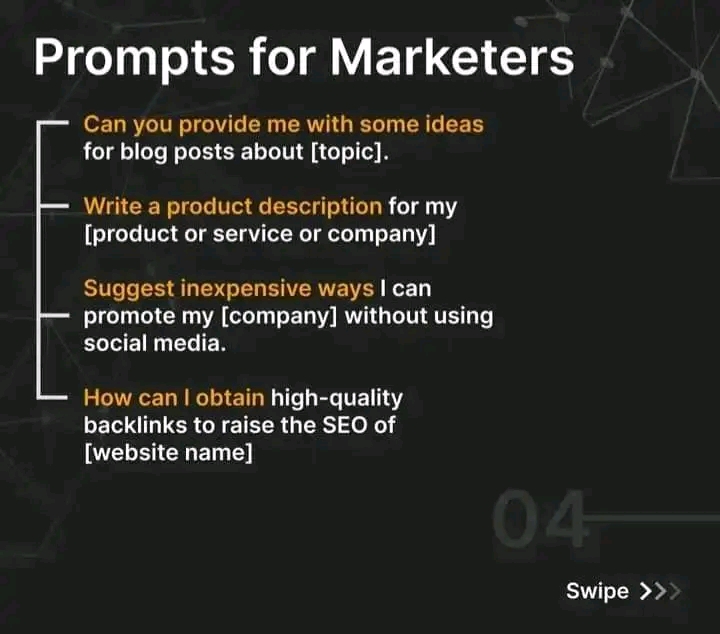 Prompts for Marketers
Can you provide me with some ideas
for blog posts about [topic].
Write a product description for my
[product or service or company]
Suggest inexpensive ways I can
promote my [company] without using
social media.
How can I obtain high-quality
backlinks to raise the SEO of
[website name]
04
Swipe >>>